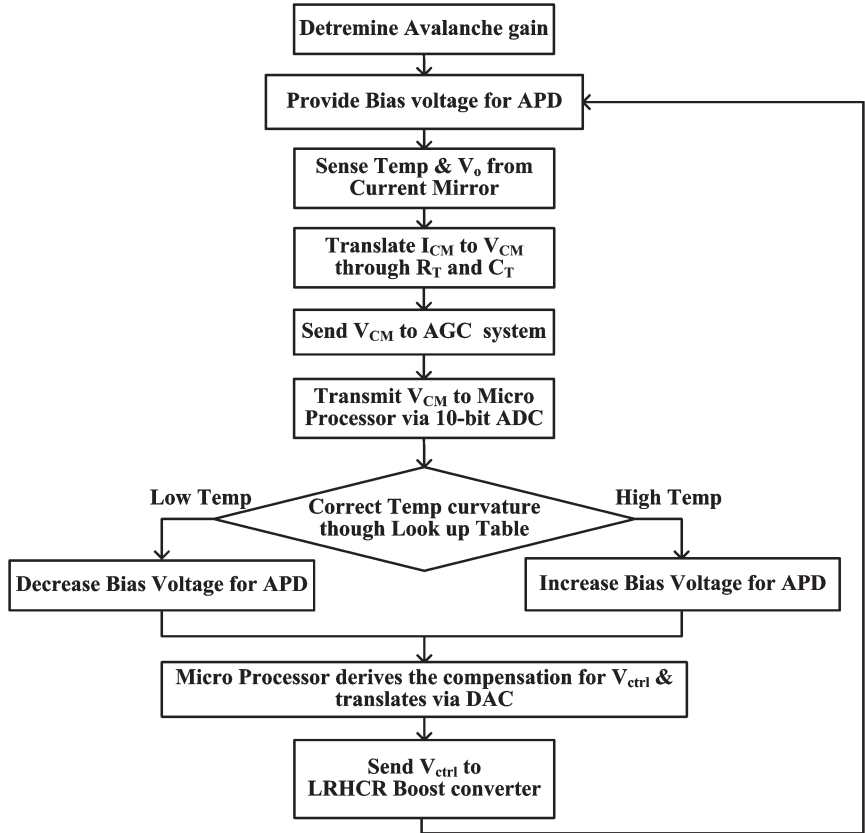 Detremine Avalanche gain
Provide Bias voltage for APD
Sense Temp & Vₒ from
Current Mirror
Translate I_CM to V_CM
through R_T and C_T
Send V_CM to AGC system
Transmit V_CM to Micro
Processor via 10-bit ADC
Low Temp
High Temp
Correct Temp curvature
though Look up Table
Decrease Bias Voltage for APD
Increase Bias Voltage for APD
Micro Processor derives the compensation for V_ctrl &
translates via DAC
Send V_ctrl to
LRHCR Boost converter